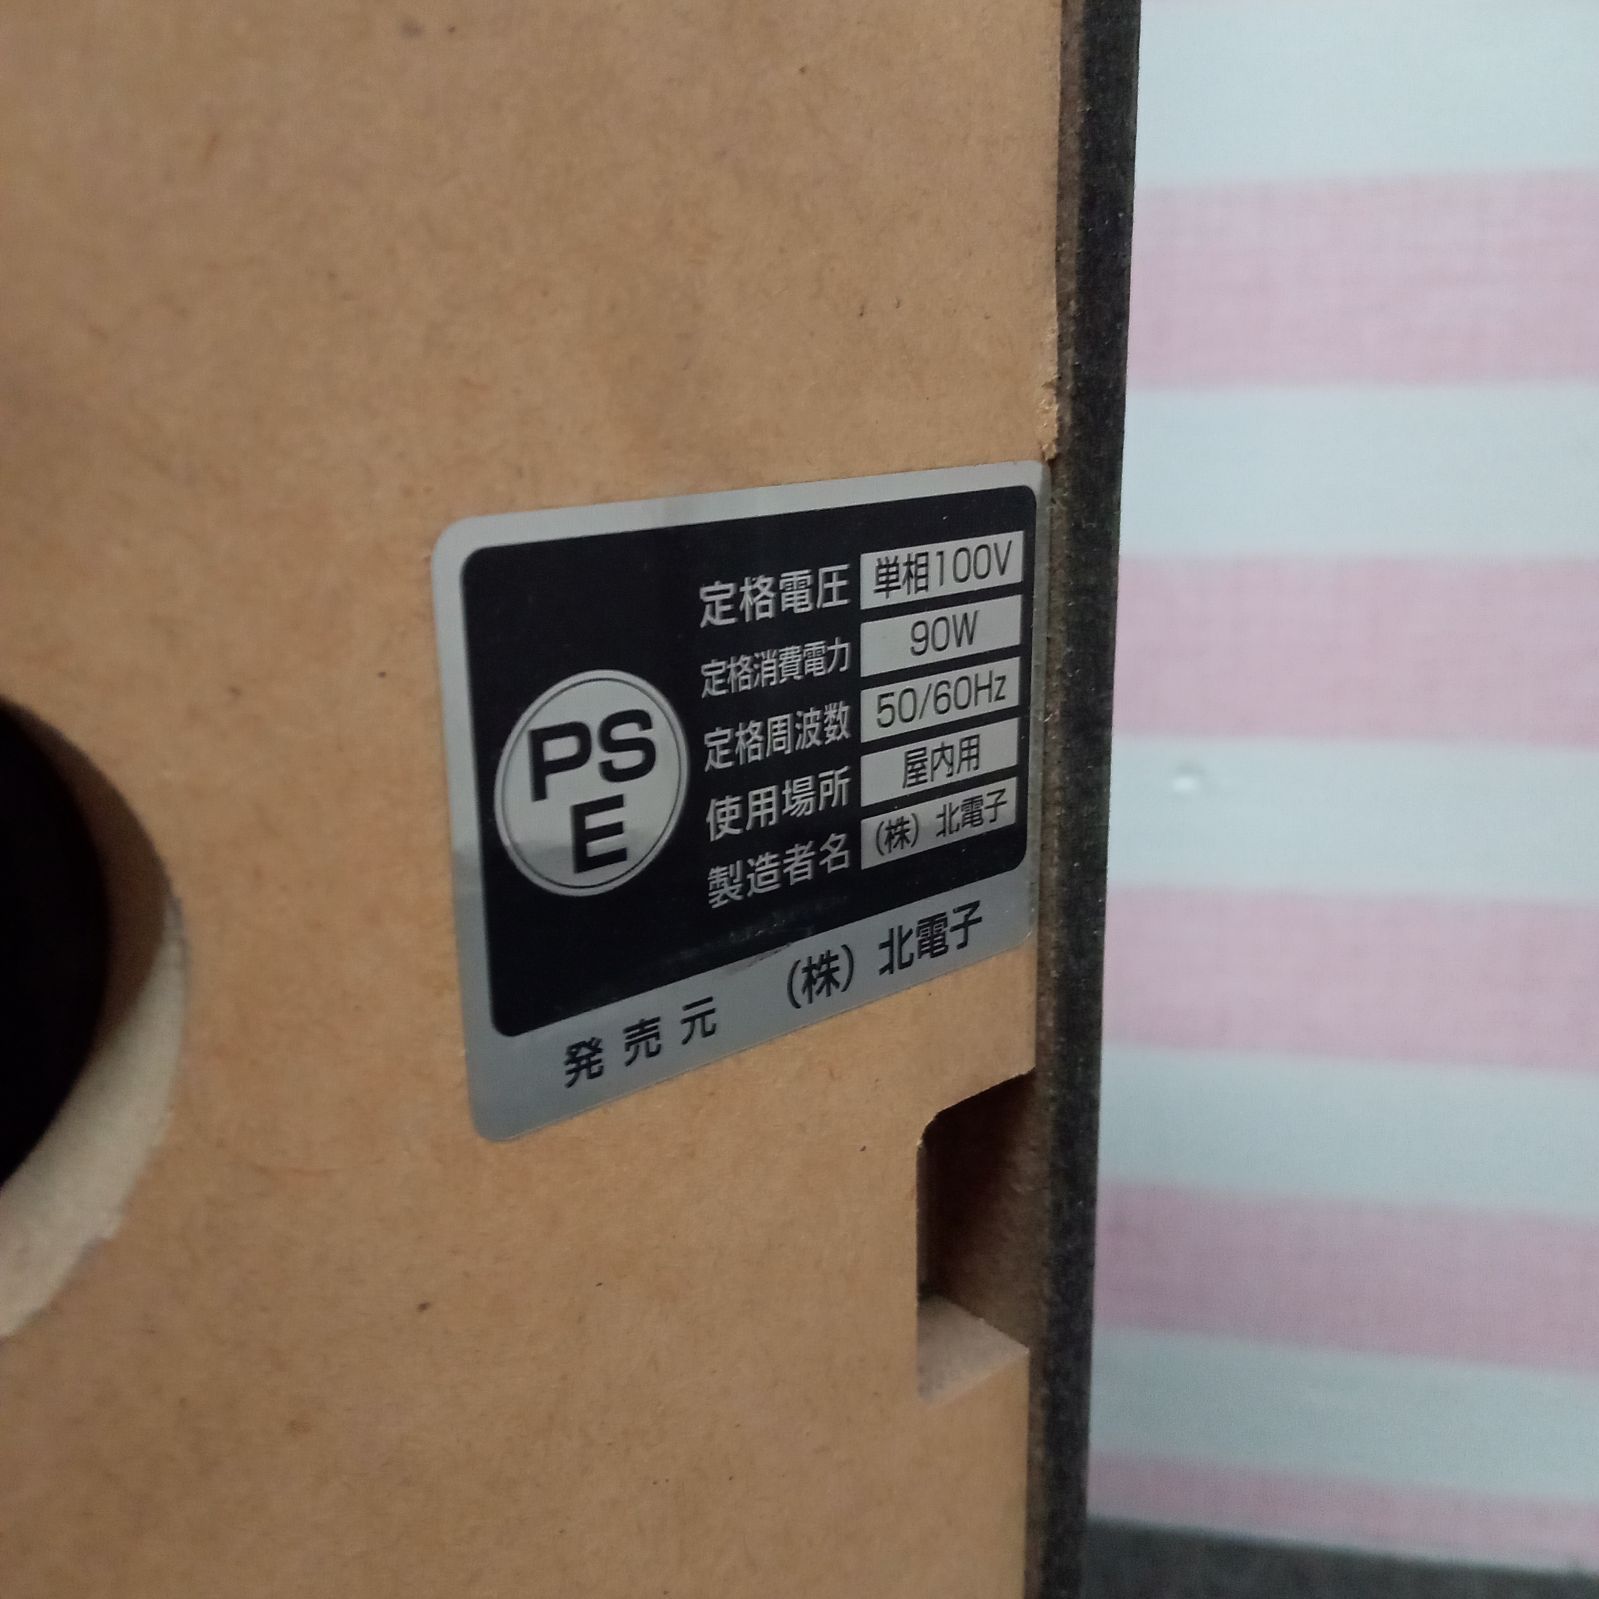 PS
E
定格電圧 単相100V
定格消費電力 90W
定格周波数 50/60Hz
使用場所 屋内用
製造者名 (株) 北電子
発売元 (株) 北電子